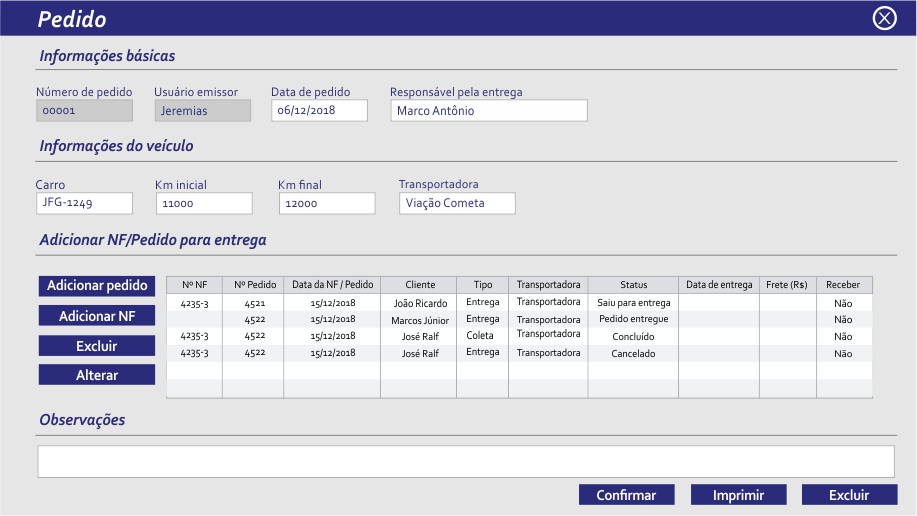 Pedido
Informações básicas
Número de pedido Usuário emissor Data de pedido Responsável pela entrega
00001 Jeremias 06/12/2018 Marco Antônio
Informações do veículo
Carro Km inicial Km final Transportadora
JFG-1249 11000 12000 Viação Cometa
Adicionar NF/Pedido para entrega
Adicionar pedido
Adicionar NF
Excluir
Alterar
Nº NF Nº Pedido Data da NF / Pedido Cliente Tipo Transportadora Status Data de entrega Frete (R$) Receber
4235-3 4521 15/12/2018 João Ricardo Entrega Transportadora Saiu para entrega Não
4522 15/12/2018 Marcos Júnior Entrega Transportadora Pedido entregue Não
4235-3 4522 15/12/2018 José Ralf Coleta Transportadora Concluído Não
4235-3 4522 15/12/2018 José Ralf Entrega Transportadora Cancelado Não
Observações
Confirmar Imprimir Excluir